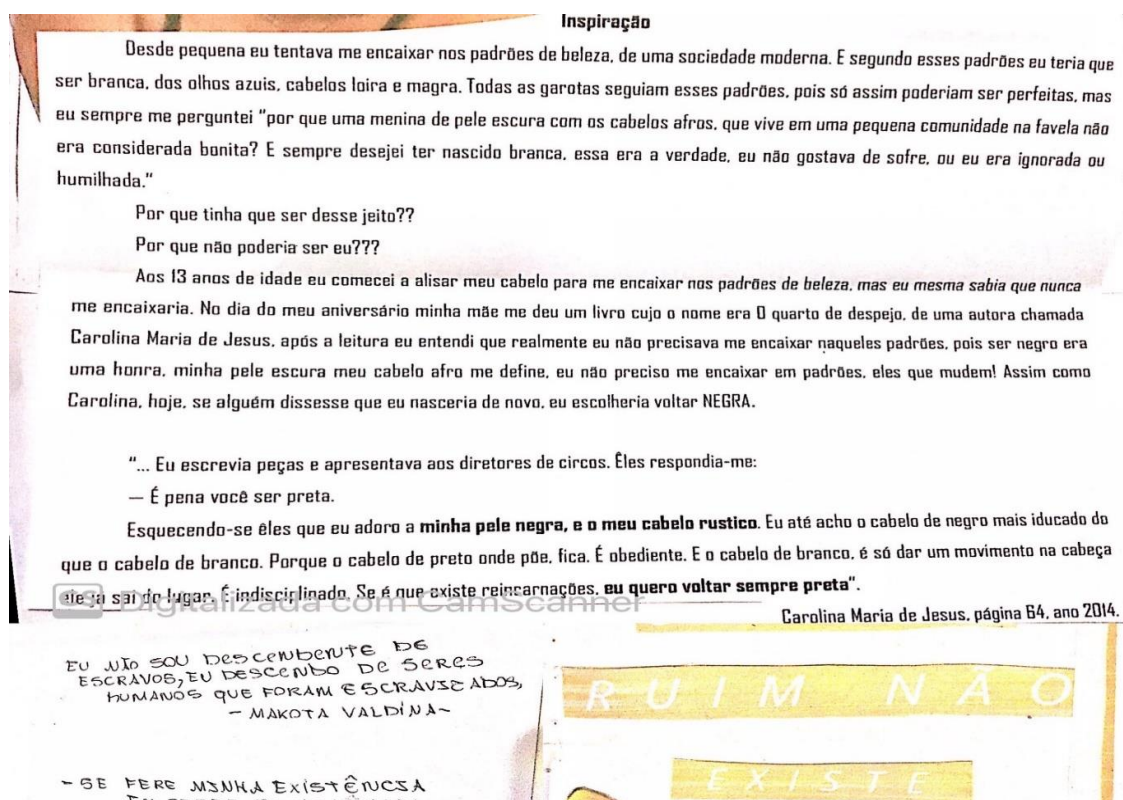 Inspiração
Desde pequena eu tentava me encaixar nos padrões de beleza, de uma sociedade moderna. E segundo esses padrões eu teria que
ser branca, dos olhos azuis, cabelos loira e magra. Todas as garotas seguiam esses padrões, pois só assim poderiam ser perfeitas, mas
eu sempre me perguntei "por que uma menina de pele escura com os cabelos afros, que vive em uma pequena comunidade na favela não
era considerada bonita? E sempre desejei ter nascido branca, essa era a verdade, eu não gostava de sofre, ou eu era ignorada ou
humilhada."
Por que tinha que ser desse jeito??
Por que não poderia ser eu???
Aos 13 anos de idade eu comecei a alisar meu cabelo para me encaixar nos padrões de beleza, mas eu mesma sabia que nunca
me encaixaria. No dia do meu aniversário minha mãe me deu um livro cujo o nome era O quarto de despejo, de uma autora chamada
Carolina Maria de Jesus, após a leitura eu entendi que realmente eu não precisava me encaixar naqueles padrões, pois ser negro era
uma honra, minha pele escura meu cabelo afro me define, eu não preciso me encaixar em padrões, eles que mudem! Assim como
Carolina, hoje, se alguém dissesse que eu nasceria de novo, eu escolheria voltar NEGRA.
"... Eu escrevia peças e apresentava aos diretores de circos. Êles respondia-me:
— É pena você ser preta.
Esquecendo-se êles que eu adoro a minha pele negra, e o meu cabelo rustico. Eu até acho o cabelo de negro mais iducado do
que o cabelo de branco. Porque o cabelo de preto onde põe, fica. É obediente. E o cabelo de branco, é só dar um movimento na cabeça
ele já sai do lugar. É indisciplinado. Se é que existe reincarnações, eu quero voltar sempre preta".
CS Digitalizada com CamScanner
Carolina Maria de Jesus, página 64, ano 2014.
EU NÃO SOU DESCENDENTE DE
ESCRAVOS, EU DESCENDO DE SERES
HUMANOS QUE FORAM ESCRAVIZADOS,
- MAKOTA VALDINA-
- SE FERE MINHA EXISTÊNCIA
RUIM NÃO
EXISTE